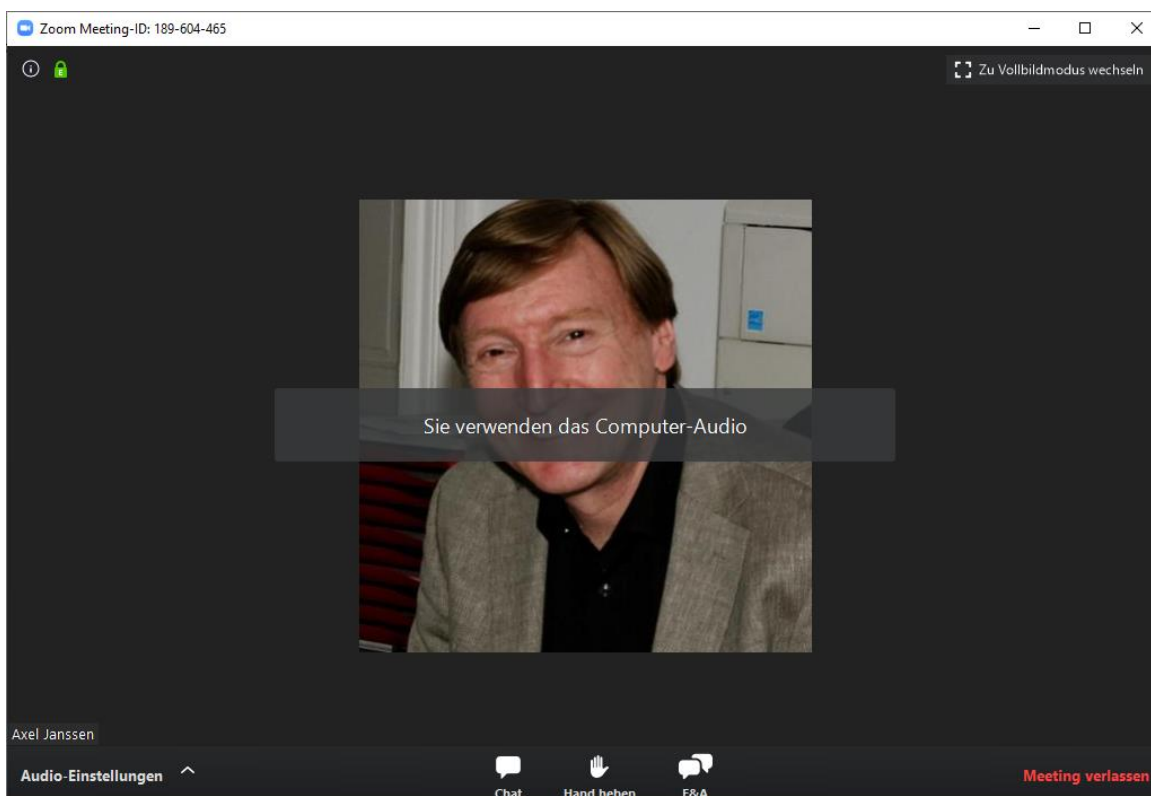 Zoom Meeting-ID: 189-604-465
Zu Vollbildmodus wechseln
Sie verwenden das Computer-Audio
Axel Janssen
Audio-Einstellungen
Chat
Hand heben
F&A
Meeting verlassen